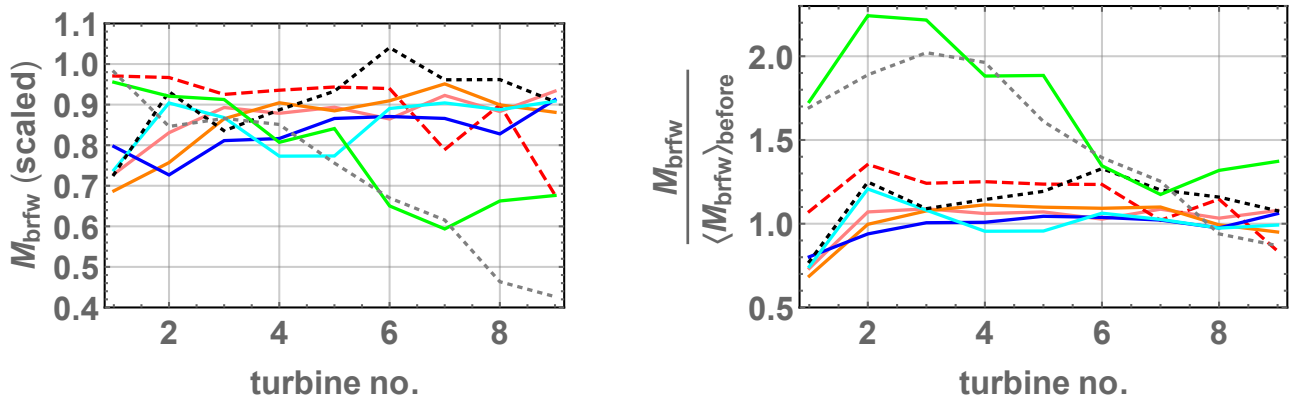 1.1
1.0
0.9
0.8
0.7
0.6
0.5
0.4
M_brfw (scaled)
2 4 6 8
turbine no.
2.0
1.5
1.0
0.5
M_brfw
⟨M_brfw⟩_before
2 4 6 8
turbine no.